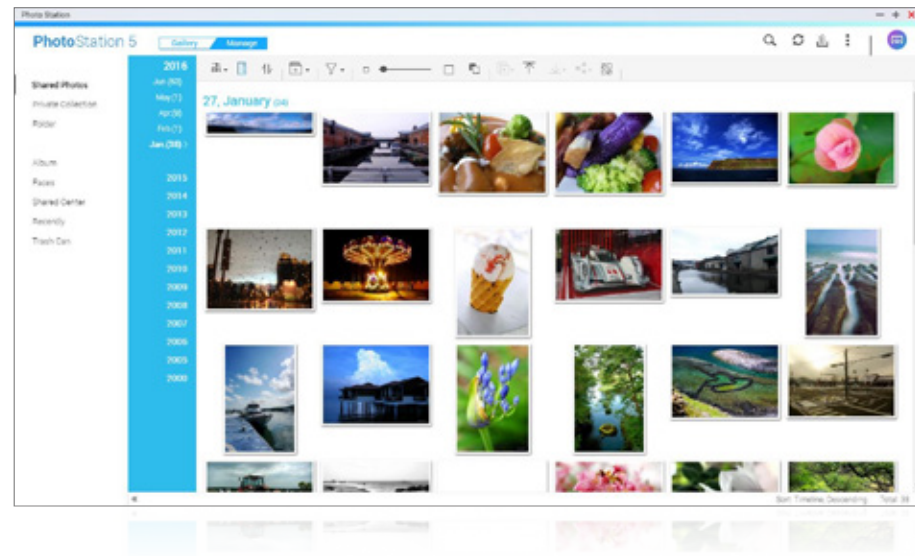 Photo Station
PhotoStation 5
Gallery
Manage
Shared Photos
Private Collection
Folder
Album
Faces
Shared Center
Recently
Trash Can
2016
Jun (50)
May (1)
Feb (1)
Jan (38)
2015
2014
2013
2012
2011
2010
2009
2008
2007
2006
2005
2000
27, January
Sort: Timeline, Descending Total: 38